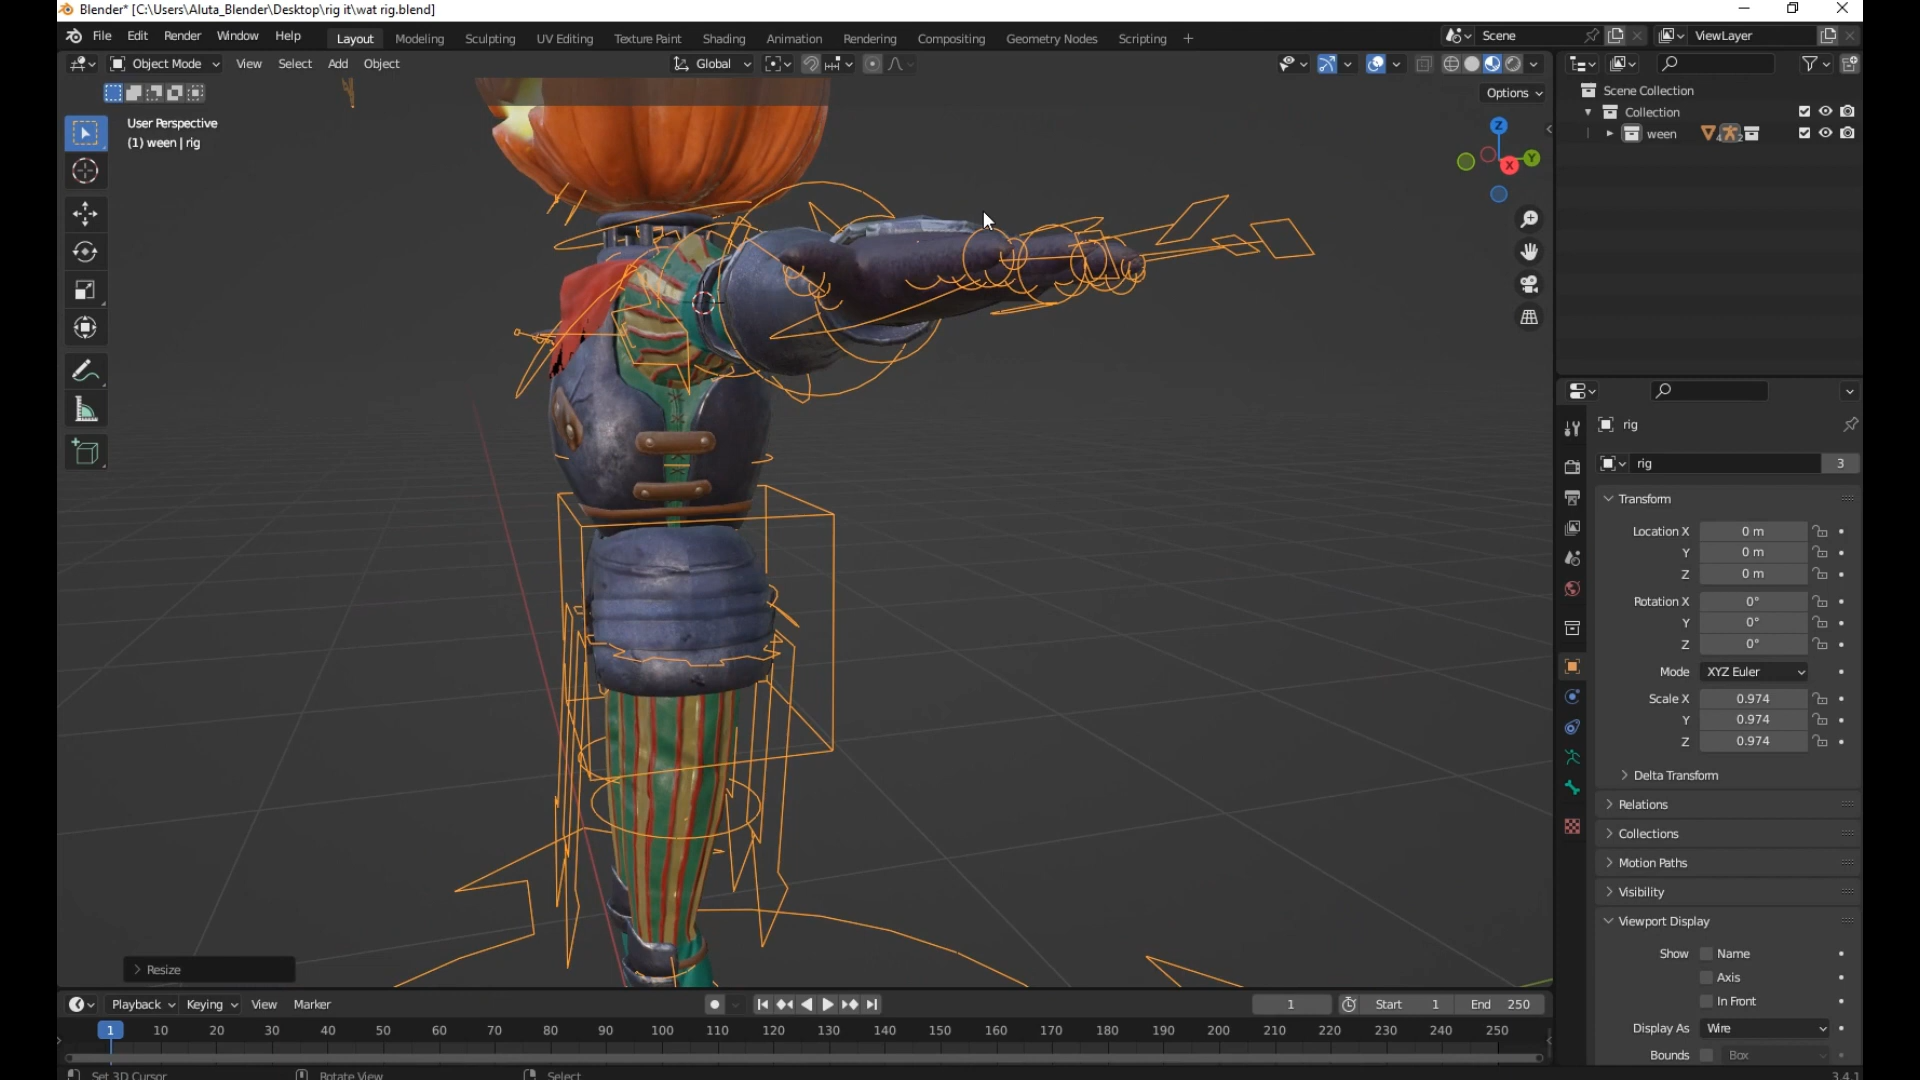 Blender* [C:\Users\Aluta_Blender\Desktop\rig it\wat rig.blend]
File Edit Render Window Help
Layout Modeling Sculpting UV Editing Texture Paint Shading Animation Rendering Compositing Geometry Nodes Scripting +
Scene
ViewLayer
Object Mode View Select Add Object
Global
Options
User Perspective
(1) ween | rig
Z
Y
X
Scene Collection
Collection
ween 4 2
rig
rig 3
Transform
Location X 0 m
Y 0 m
Z 0 m
Rotation X 0°
Y 0°
Z 0°
Mode XYZ Euler
Scale X 0.974
Y 0.974
Z 0.974
Delta Transform
Relations
Collections
Motion Paths
Visibility
Viewport Display
Show Name
Axis
In Front
Display As Wire
Bounds Box
Resize
Playback Keying View Marker
1 Start 1 End 250
1 10 20 30 40 50 60 70 80 90 100 110 120 130 140 150 160 170 180 190 200 210 220 230 240 250
Set 3D Cursor Rotate View Select
3.4.1